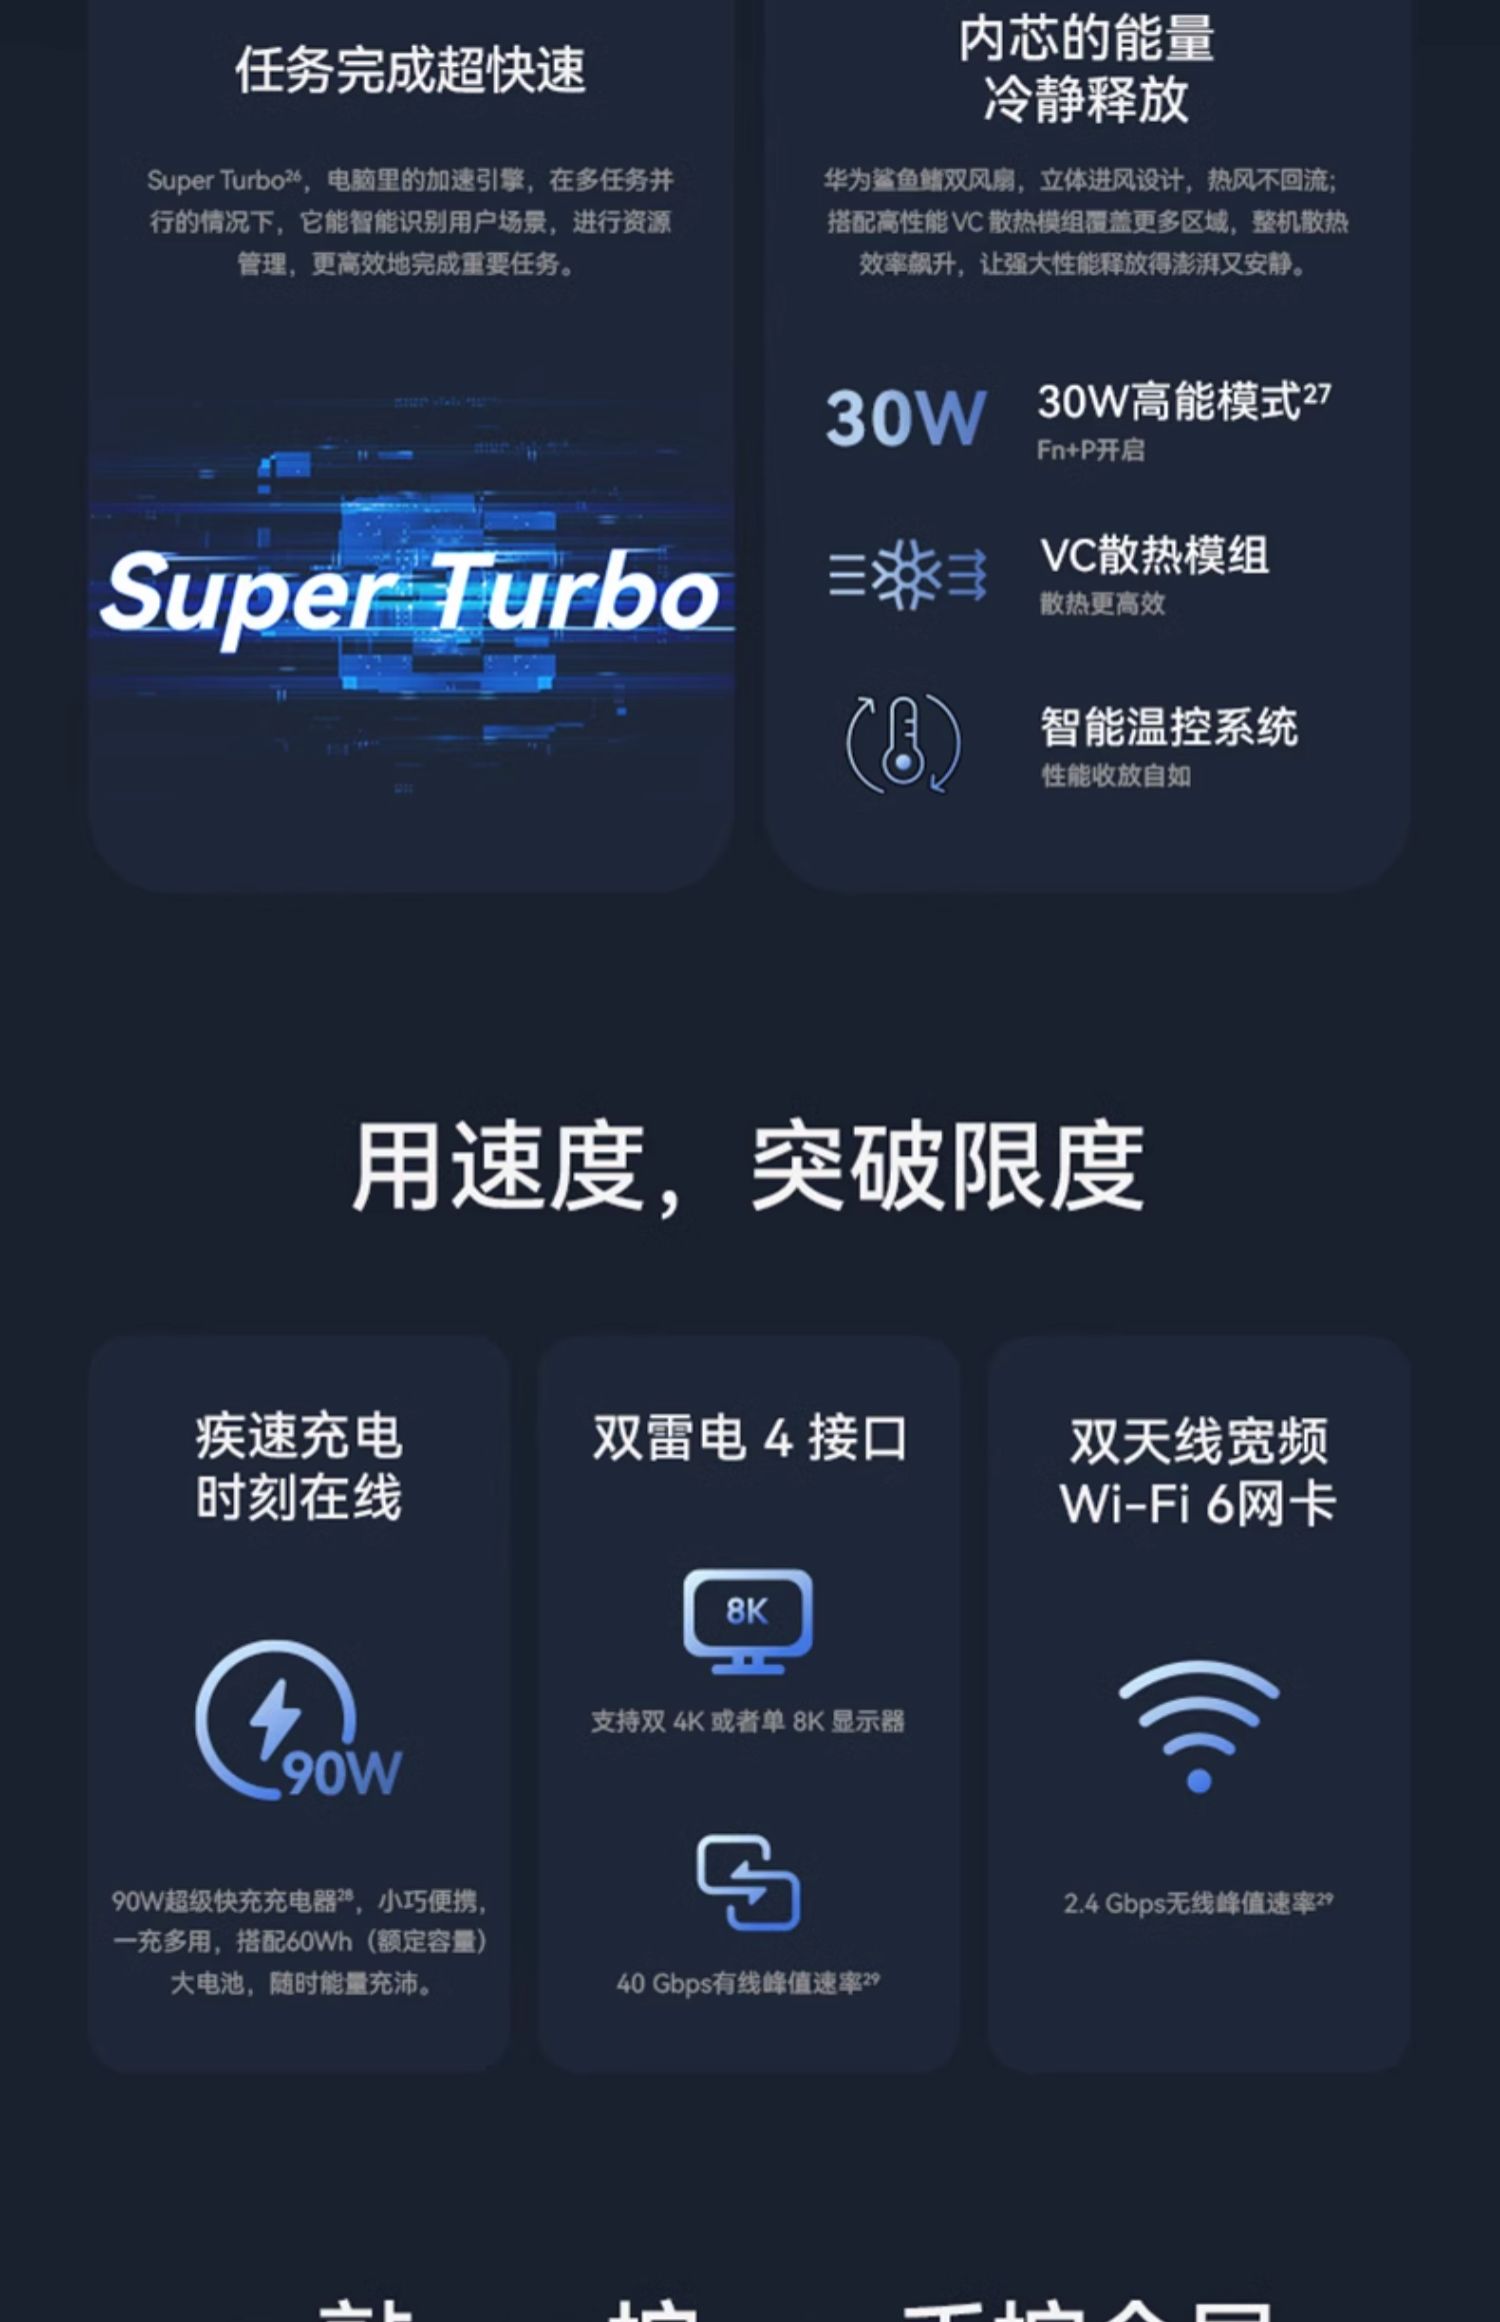 任务完成超快速
Super Turbo²⁶，电脑里的加速引擎，在多任务并
行的情况下，它能智能识别用户场景，进行资源
管理，更高效地完成重要任务。
Super Turbo
内芯的能量
冷静释放
华为鲨鱼鳍双风扇，立体进风设计，热风不回流；
搭配高性能 VC 散热模组覆盖更多区域，整机散热
效率飙升，让强大性能释放得澎湃又安静。
30W
30W高能模式²⁷
Fn+P开启
VC散热模组
散热更高效
智能温控系统
性能收放自如
用速度，突破限度
疾速充电
时刻在线
90W
90W超级快充充电器²⁸，小巧便携，
一充多用，搭配60Wh（额定容量）
大电池，随时能量充沛。
双雷电 4 接口
8K
支持双 4K 或者单 8K 显示器
40 Gbps有线峰值速率²⁹
双天线宽频
Wi-Fi 6网卡
2.4 Gbps无线峰值速率²⁹